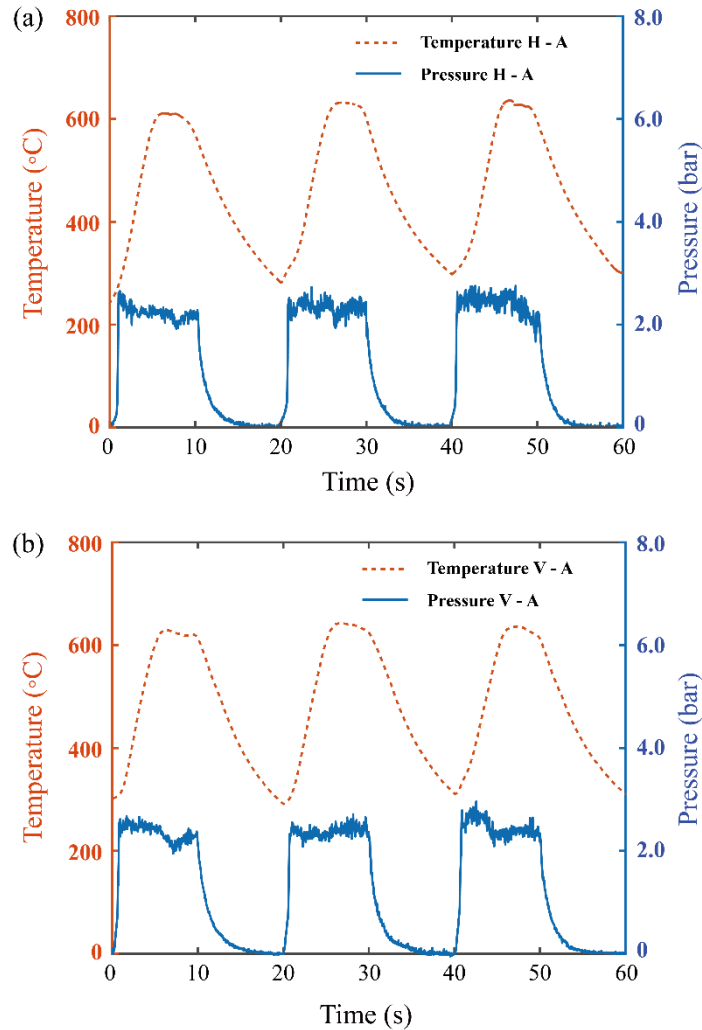 (a)
800
600
400
200
0
Temperature (°C)
Temperature H - A
Pressure H - A
8.0
6.0
4.0
2.0
0
Pressure (bar)
0 10 20 30 40 50 60
Time (s)
(b)
800
600
400
200
0
Temperature (°C)
Temperature V - A
Pressure V - A
8.0
6.0
4.0
2.0
0
Pressure (bar)
0 10 20 30 40 50 60
Time (s)